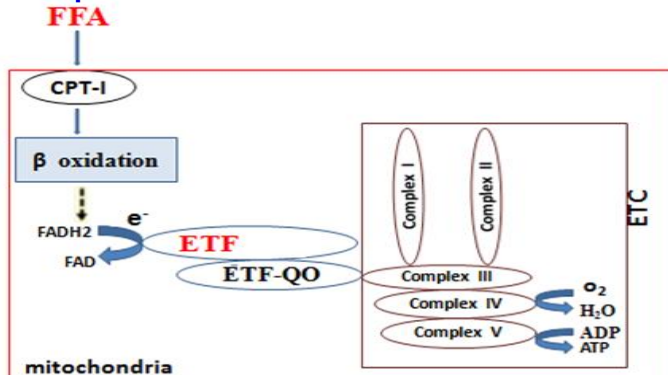 FFA
CPT-I
β oxidation
FADH2
e-
FAD
ETF
ETF-QO
Complex I
Complex II
ETC
Complex III
Complex IV
Complex V
O2
H2O
ADP
ATP
mitochondria